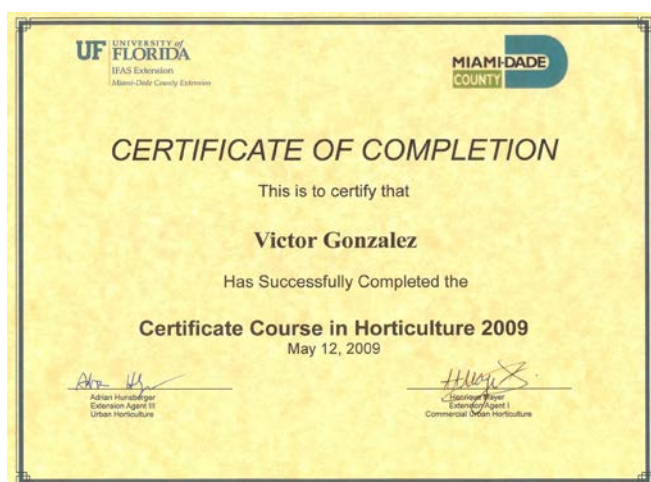 UF UNIVERSITY of
FLORIDA
IFAS Extension
Miami-Dade County Extension
MIAMI-DADE
COUNTY
CERTIFICATE OF COMPLETION
This is to certify that
Victor Gonzalez
Has Successfully Completed the
Certificate Course in Horticulture 2009
May 12, 2009
Adrian Hunsberger
Extension Agent III
Urban Horticulture
Henrique Mayer
Extension Agent I
Commercial Urban Horticulture